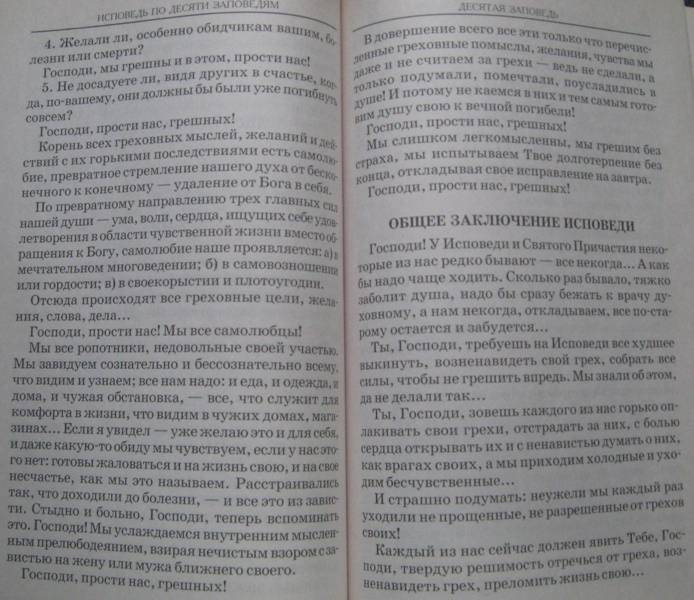 ИСПОВЕДЬ ПО ДЕСЯТИ ЗАПОВЕДЯМ
4. Желали ли, особенно обидчикам вашим, бо-
лезни или смерти?
Господи, мы грешны и в этом, прости нас!
5. Не досадуете ли, видя других в счастье, ког-
да, по-вашему, они должны бы были уже погибнуть
совсем?
Господи, прости нас, грешных!
Корень всех греховных мыслей, желаний и дей-
ствий с их горькими последствиями есть самолю-
бие, превратное стремление нашего духа от беско-
нечного к конечному — удаление от Бога в себя.
По превратному направлению трех главных сил
нашей души — ума, воли, сердца, ищущих себе удов-
летворения в области чувственной жизни вместо об-
ращения к Богу, самолюбие наше проявляется: а) в
мечтательном многоведении; б) в самовозношении
или гордости; в) в своекорыстии и плотоугодии.
Отсюда происходят все греховные цели, жела-
ния, слова, дела...
Господи, прости нас! Мы все самолюбцы!
Мы все ропотники, недовольные своей участью.
Мы завидуем сознательно и бессознательно всему,
что видим и узнаем; все нам надо: и еда, и одежда, и
дома, и чужая обстановка, — все, что служит для
комфорта в жизни, что видим в чужих домах, мага-
зинах... Если я увидел — уже желаю это и для себя,
и даже какую-то обиду мы чувствуем, если у нас это-
го нет: готовы жаловаться и на жизнь свою, и на свое
несчастье, как мы это называем. Расстраивались
так, что доходили до болезни, — и все это из завис-
ти. Стыдно и больно, Господи, теперь вспоминать
это. Господи! Мы услаждаемся внутренним мыслен-
ным прелюбодеянием, взирая нечистым взором с за-
вистью на жену или мужа ближнего своего.
Господи, прости нас, грешных!
ДЕСЯТАЯ ЗАПОВЕДЬ
В довершение всего все эти только что перечис-
ленные греховные помыслы, желания, чувства мы
даже и не считаем за грехи — ведь не сделали, а
только подумали, помечтали, поусладились в
душе! И потому не каемся в них и тем самым гото-
вим душу свою к вечной погибели!
Господи, прости нас, грешных!
Мы слишком легкомысленны, мы грешим без
страха, мы испытываем Твое долготерпение без
конца, откладывая свое исправление на завтра.
Господи, прости нас, грешных!
ОБЩЕЕ ЗАКЛЮЧЕНИЕ ИСПОВЕДИ
Господи! У Исповеди и Святого Причастия неко-
торые из нас редко бывают — все некогда... А как
бы надо чаще ходить. Сколько раз бывало, тяжко
заболит душа, надо бы сразу бежать к врачу ду-
ховному, а нам некогда, откладываем, все по-ста-
рому остается и забудется...
Ты, Господи, требуешь на Исповеди все худшее
выкинуть, возненавидеть свой грех, собрать все
силы, чтобы не грешить впредь. Мы знали об этом,
да не делали так...
Ты, Господи, зовешь каждого из нас горько оп-
лакивать свои грехи, отстрадать за них, с болью
сердца открывать их и с ненавистью думать о них,
как врагах своих, а мы приходим холодные и ухо-
дим бесчувственные...
И страшно подумать: неужели мы каждый раз
уходили не прощенные, не разрешенные от грехов
своих!
Каждый из нас сейчас должен явить Тебе, Гос-
поди, твердую решимость отречься от греха, воз-
ненавидеть грех, преломить жизнь свою...